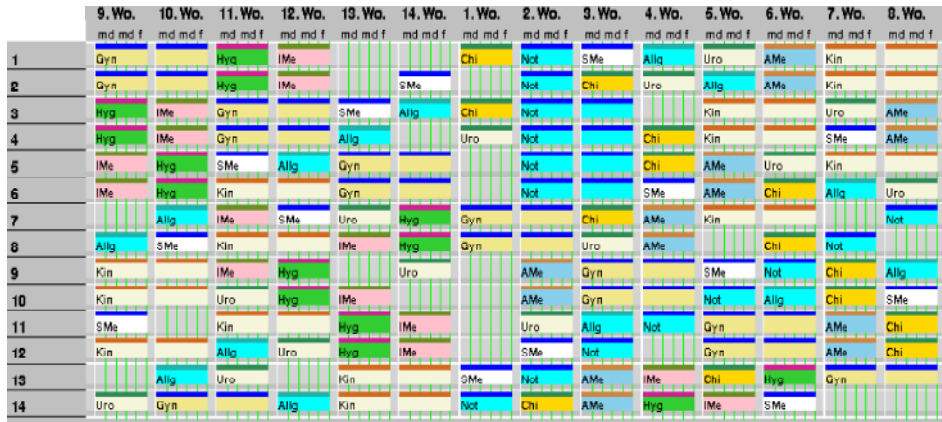 9. Wo. 10. Wo. 11. Wo. 12. Wo. 13. Wo. 14. Wo. 1. Wo. 2. Wo. 3. Wo. 4. Wo. 5. Wo. 6. Wo. 7. Wo. 8. Wo.
md md f md md f md md f md md f md md f md md f md md f md md f md md f md md f md md f md md f md md f md md f
1 Gyn Hyg IMe Chi Not SMe Allg Uro AMe Kin
2 Gyn Hyg IMe SMe Not Chi Uro Allg AMe Kin
3 Hyg IMe Gyn SMe Allg Chi Not Kin Uro AMe
4 Hyg IMe Gyn Allg Uro Not Chi Kin SMe AMe
5 IMe Hyg SMe Allg Gyn Not Chi AMe Uro Kin
6 IMe Hyg Kin Gyn Not SMe AMe Chi Allg Uro
7 Allg IMe SMe Uro Hyg Gyn Chi AMe Kin Not
8 Allg SMe Kin IMe Hyg Gyn Uro AMe Chi Not
9 Kin IMe Hyg Uro AMe Gyn SMe Not Chi Allg
10 Kin Uro Hyg IMe AMe Gyn Not Allg Chi SMe
11 SMe Kin Hyg IMe Uro Allg Not Gyn AMe Chi
12 Kin Allg Uro Hyg IMe SMe Not Gyn AMe Chi
13 Allg Uro Kin SMe Not AMe IMe Chi Hyg Gyn
14 Uro Gyn Allg Kin Not Chi AMe Hyg IMe SMe